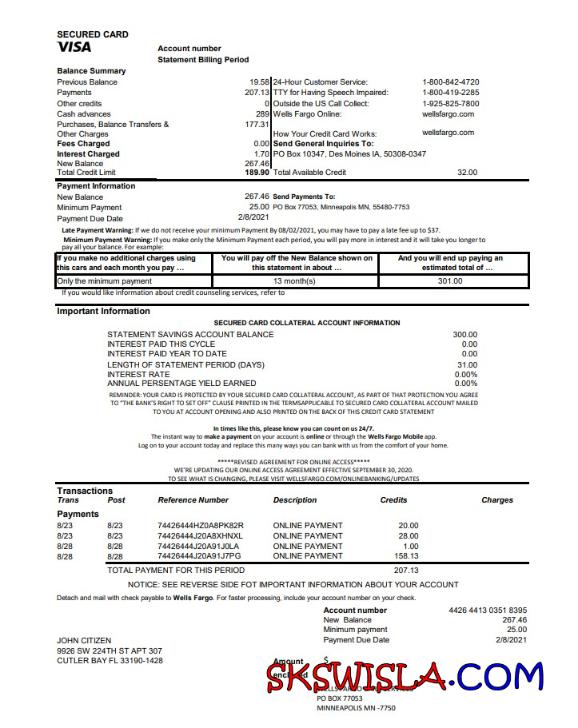 SECURED CARD
VISA
Account number
Statement Billing Period
Balance Summary
Previous Balance 19.58 24-Hour Customer Service: 1-800-842-4720
Payments 207.13 TTY for Having Speech Impaired: 1-800-419-2285
Other credits 0 Outside the US Call Collect: 1-925-825-7800
Cash advances 289 Wells Fargo Online: wellsfargo.com
Purchases, Balance Transfers & 177.31
Other Charges How Your Credit Card Works: wellsfargo.com
Fees Charged 0.00 Send General Inquiries To:
Interest Charged 1.70 PO Box 10347, Des Moines IA, 50308-0347
New Balance 267.46
Total Credit Limit 189.90 Total Available Credit 32.00
Payment Information
New Balance 267.46 Send Payments To:
Minimum Payment 25.00 PO Box 77053, Minneapolis MN, 55480-7753
Payment Due Date 2/8/2021
Late Payment Warning: If we do not receive your minimum Payment By 08/02/2021, you may have to pay a late fee up to $37.
Minimum Payment Warning: If you make only the Minimum Payment each period, you will pay more in interest and it will take you longer to
pay all your balance. For example:
If you make no additional charges using You will pay off the New Balance shown on And you will end up paying an
this cars and each month you pay ... this statement in about ... estimated total of ...
Only the minimum payment 13 month(s) 301.00
If you would like information about credit counseling services, refer to
Important Information
SECURED CARD COLLATERAL ACCOUNT INFORMATION
STATEMENT SAVINGS ACCOUNT BALANCE 300.00
INTEREST PAID THIS CYCLE 0.00
INTEREST PAID YEAR TO DATE 0.00
LENGTH OF STATEMENT PERIOD (DAYS) 31.00
INTEREST RATE 0.00%
ANNUAL PERSENTAGE YIELD EARNED 0.00%
REMINDER: YOUR CARD IS PROTECTED BY YOUR SECURED CARD COLLATERAL ACCOUNT, AS PART OF THAT PROTECTION YOU AGREE
TO "THE BANK'S RIGHT TO SET OFF" CLAUSE PRINTED IN THE TERMSAPPLICABLE TO SECURED CARD COLLATERAL ACCOUNT MAILED
TO YOU AT ACCOUNT OPENING AND ALSO PRINTED ON THE BACK OF THIS CREDIT CARD STATEMENT
In times like this, please know you can count on us 24/7.
The instant way to make a payment on your account is online or through the Wells Fargo Mobile app.
Log on to your account today and replace this many ways you can bank with us from the comfort of your home.
*****REVISED AGREEMENT FOR ONLINE ACCESS*****
WE'RE UPDATING OUR ONLINE ACCESS AGREEMENT EFFECTIVE SEPTEMBER 30, 2020.
TO SEE WHAT IS CHANGING, PLEASE VISIT WELLSFARGO.COM/ONLINEBANKING/UPDATES
Transactions
Trans Post Reference Number Description Credits Charges
Payments
8/23 8/23 74426444HZ0A8PK82R ONLINE PAYMENT 20.00
8/23 8/23 74426444J20A8XHNXL ONLINE PAYMENT 28.00
8/28 8/28 74426444J20A91J0LA ONLINE PAYMENT 1.00
8/28 8/28 74426444J20A91J7PG ONLINE PAYMENT 158.13
TOTAL PAYMENT FOR THIS PERIOD 207.13
NOTICE: SEE REVERSE SIDE FOT IMPORTANT INFORMATION ABOUT YOUR ACCOUNT
Detach and mail with check payable to Wells Fargo. For faster processing, include your account number on your check.
Account number 4426 4413 0351 8395
New Balance 267.46
Minimum payment 25.00
Payment Due Date 2/8/2021
JOHN CITIZEN
9926 SW 224TH ST APT 307
CUTLER BAY FL 33190-1428
Amount $
SKSWISLA.COM
PO BOX 77053
MINNEAPOLIS MN -7750